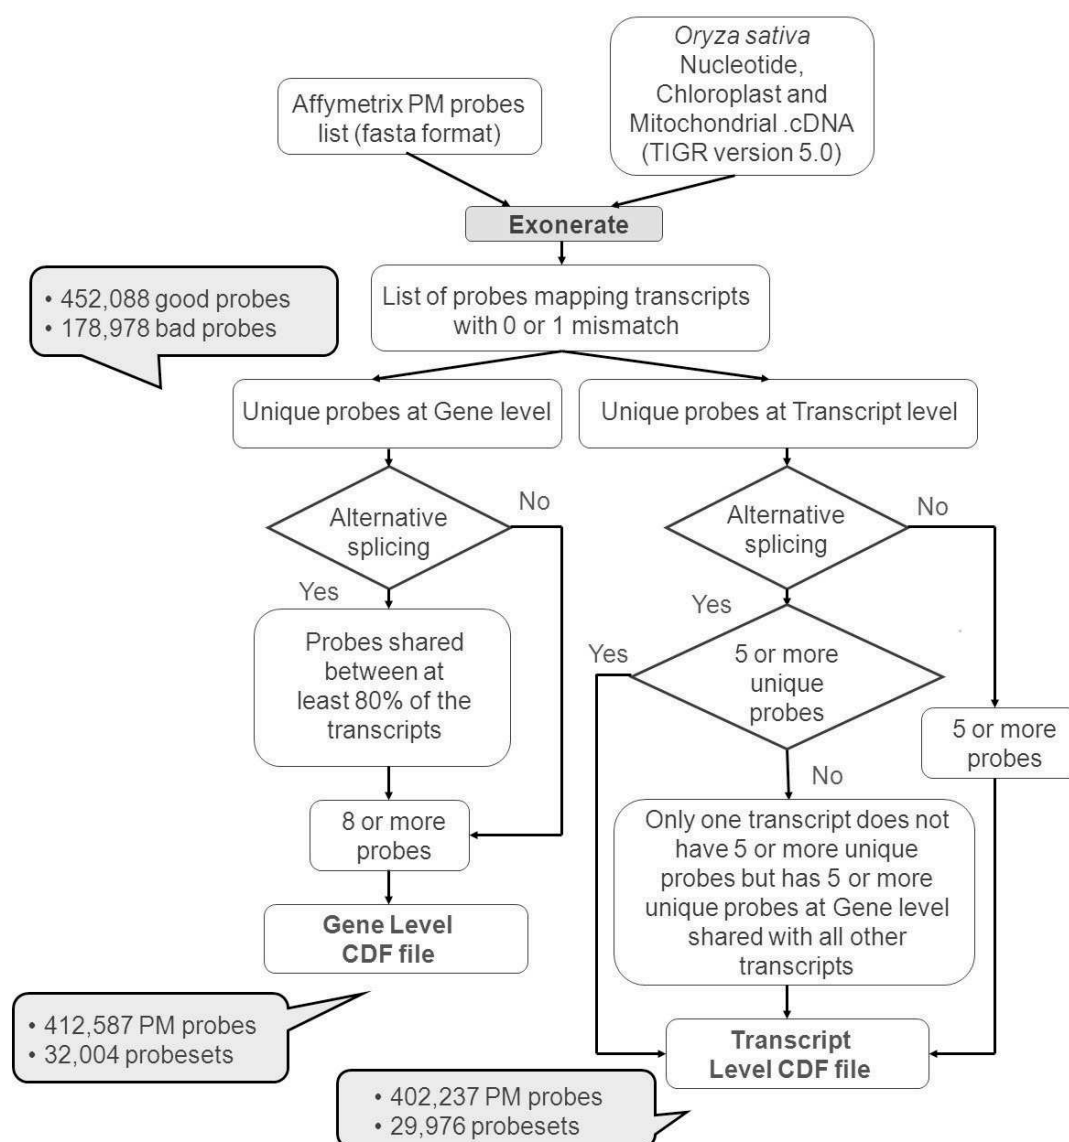 Affymetrix PM probes
list (fasta format)
Oryza sativa
Nucleotide,
Chloroplast and
Mitochondrial .cDNA
(TIGR version 5.0)
Exonerate
• 452,088 good probes
• 178,978 bad probes
List of probes mapping transcripts
with 0 or 1 mismatch
Unique probes at Gene level
Unique probes at Transcript level
Alternative
splicing
No
Yes
Alternative
splicing
No
Yes
Probes shared
between at
least 80% of the
transcripts
Yes
5 or more
unique
probes
No
5 or more
probes
8 or more
probes
Only one transcript does not
have 5 or more unique
probes but has 5 or more
unique probes at Gene level
shared with all other
transcripts
Gene Level
CDF file
• 412,587 PM probes
• 32,004 probesets
Transcript
Level CDF file
• 402,237 PM probes
• 29,976 probesets